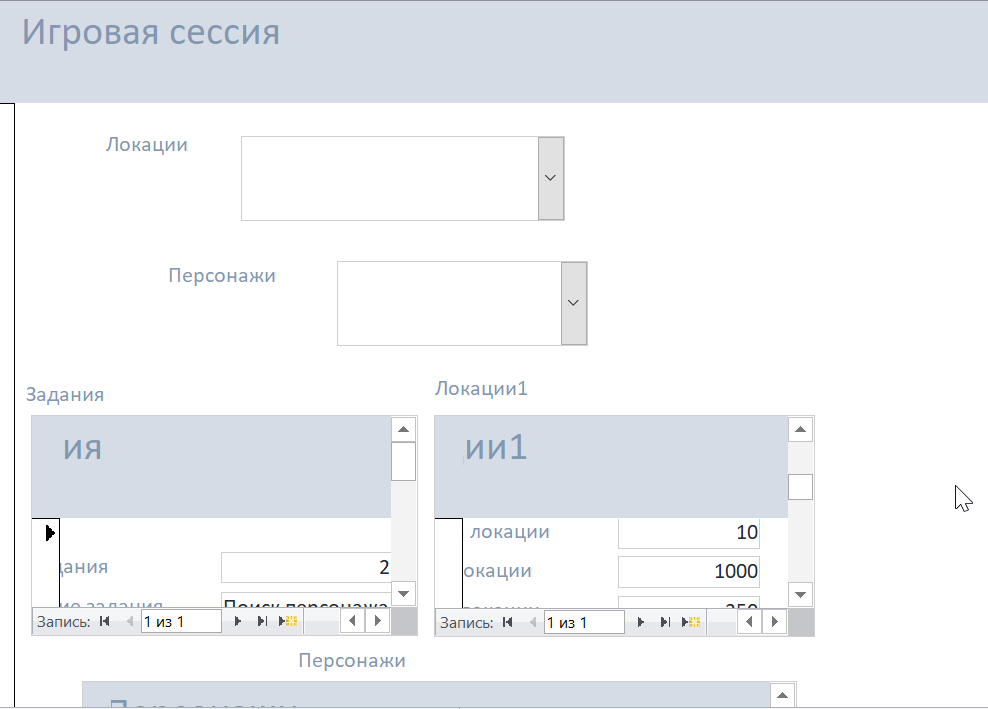 Игровая сессия
Локации
Персонажи
Задания
Локации1
ия
ии1
локации 10
дания 2
окации 1000
Поиск персонажа
Запись: 1 из 1
Запись: 1 из 1
Персонажи